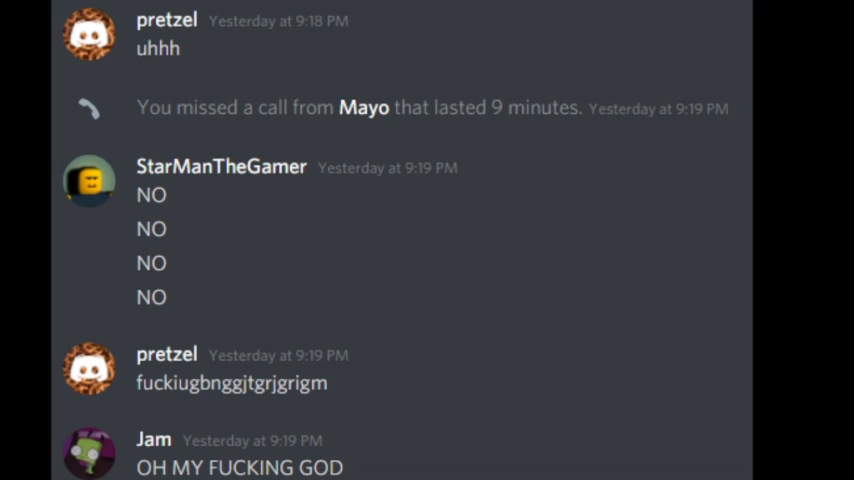 pretzel Yesterday at 9:18 PM
uhhh
You missed a call from Mayo that lasted 9 minutes. Yesterday at 9:19 PM
StarManTheGamer Yesterday at 9:19 PM
NO
NO
NO
NO
pretzel Yesterday at 9:19 PM
fuckiugbnggjtgrjgrigm
Jam Yesterday at 9:19 PM
OH MY FUCKING GOD